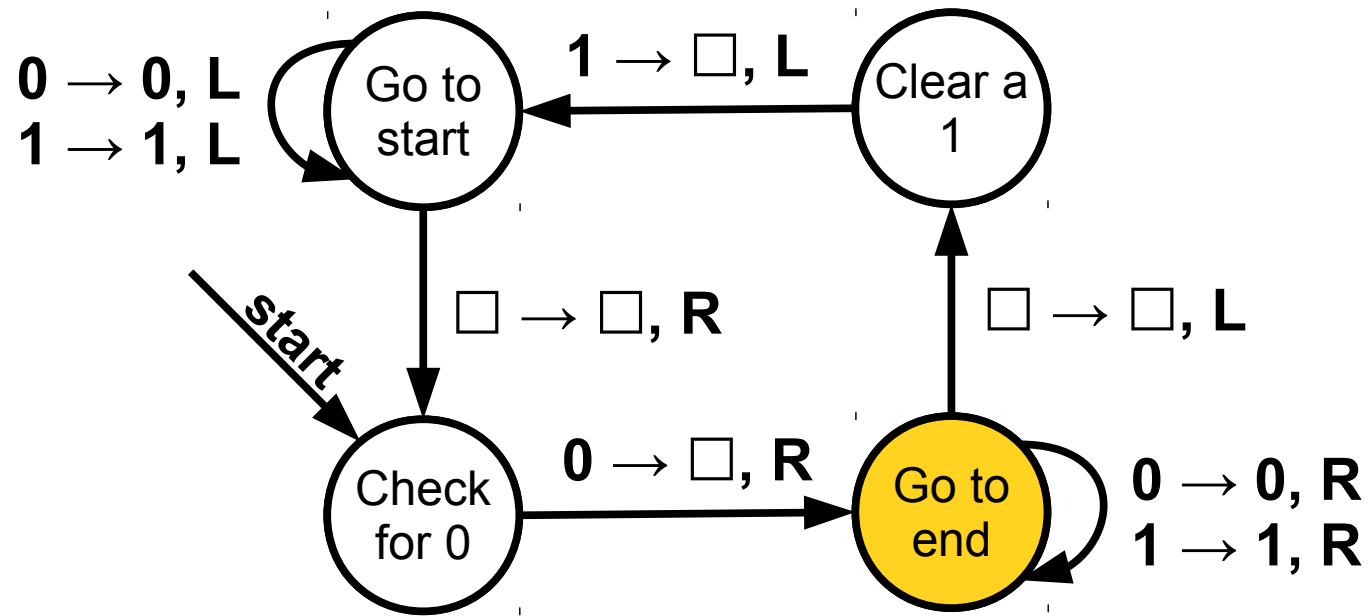 0 → 0, L
1 → 1, L
Go to
start
1 → □, L
Clear a
1
□ → □, R
□ → □, L
start
Check
for 0
0 → □, R
Go to
end
0 → 0, R
1 → 1, R